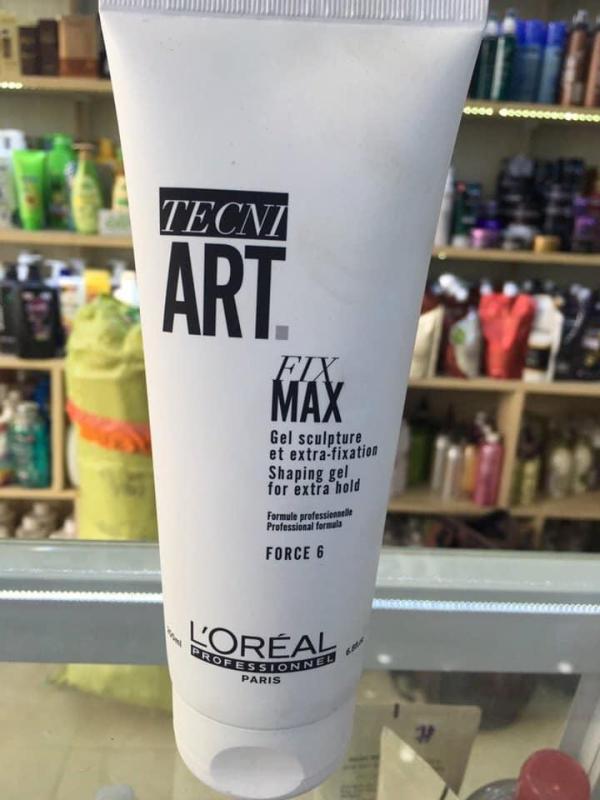 TECNI
ART.
FIX
MAX
Gel sculpture
et extra-fixation
Shaping gel
for extra hold
Formule professionnelle
Professional formula
FORCE 6
L'ORÉAL
PROFESSIONNEL
PARIS